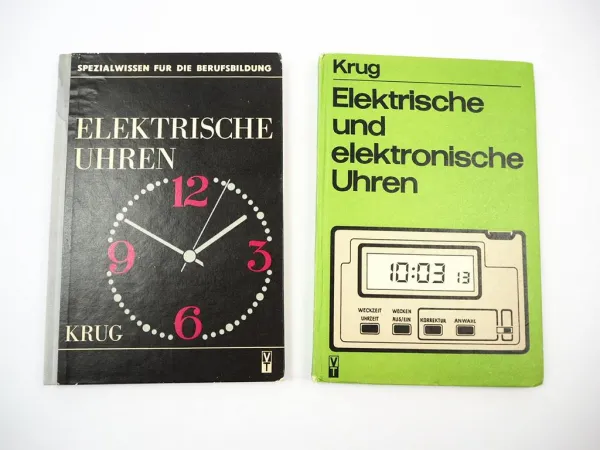 SPEZIALWISSEN FÜR DIE BERUFSBILDUNG
ELEKTRISCHE
UHREN
12
9
3
6
KRUG
VT
Krug
Elektrische
und
elektronische
Uhren
10:03 13
WECKZEIT
UHRZEIT
WECKEN
AUS/EIN
KORREKTUR
ANWAHL
VT